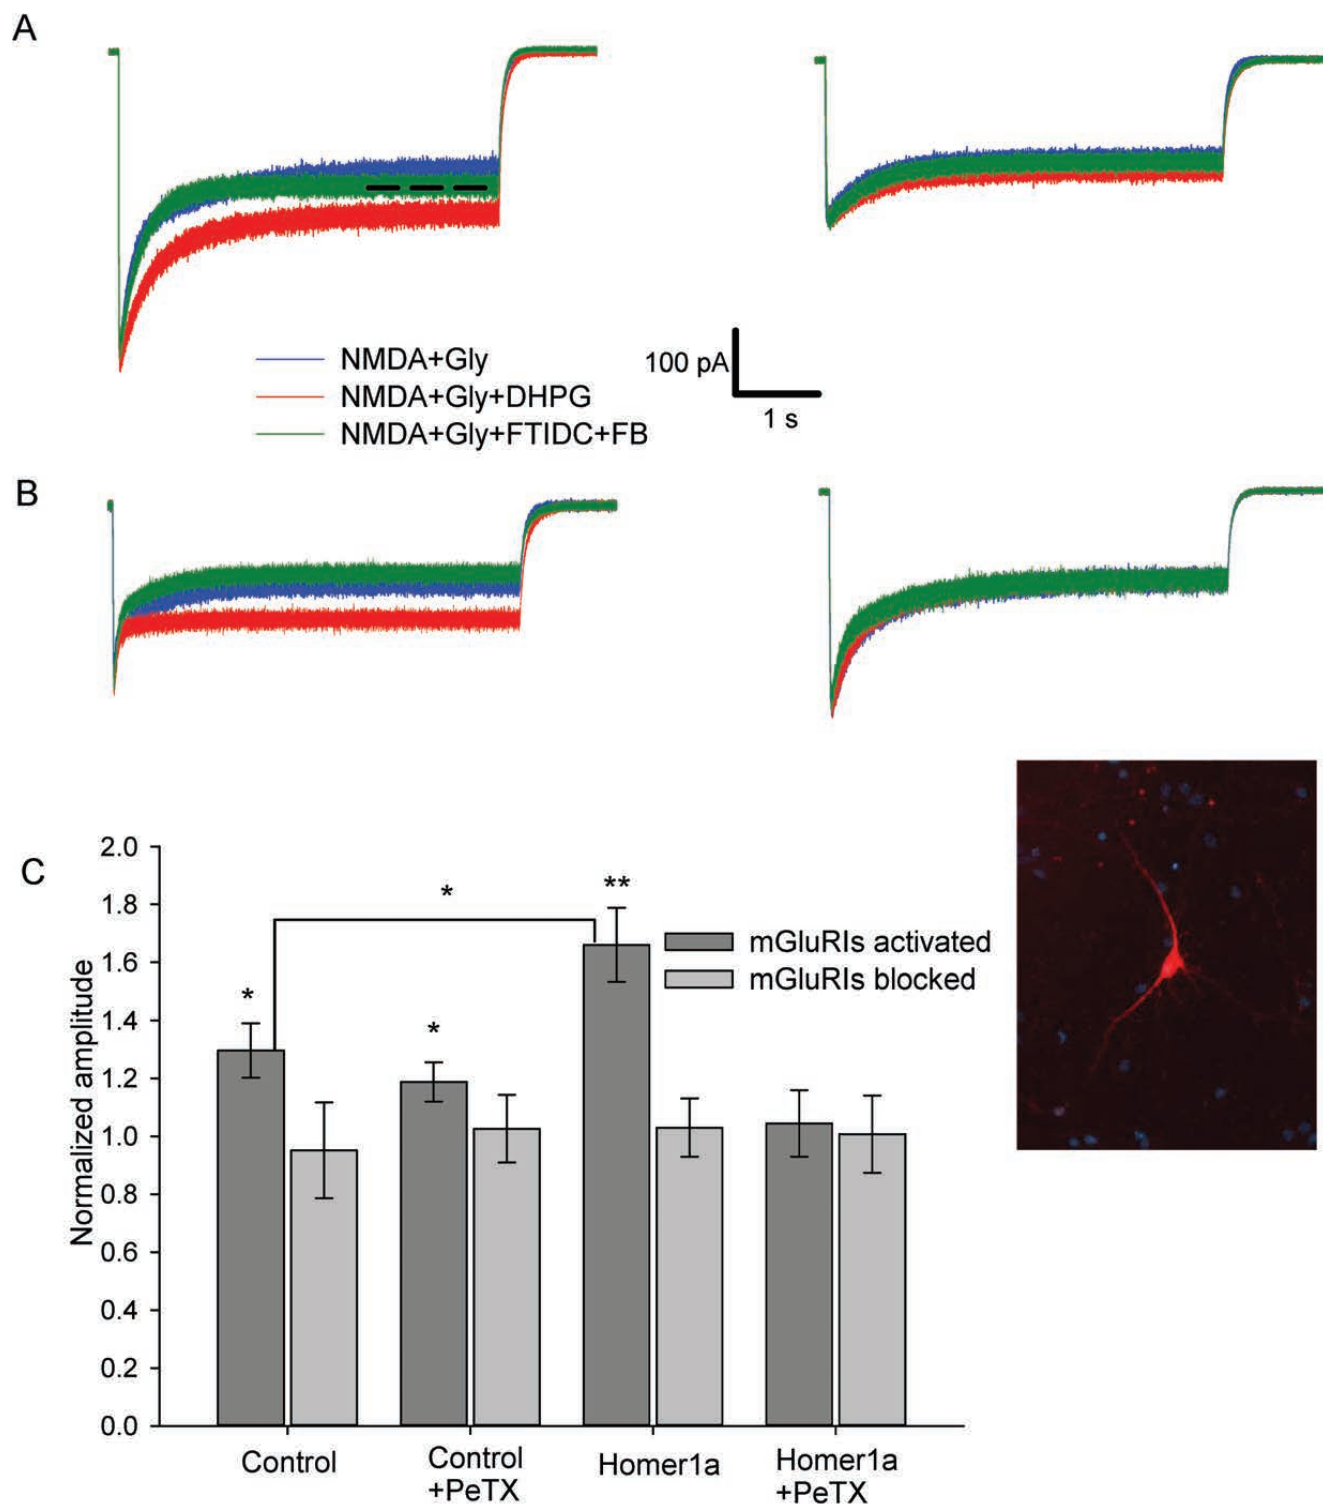 A
NMDA+Gly
NMDA+Gly+DHPG
NMDA+Gly+FTIDC+FB
100 pA
1 s
B
C
Normalized amplitude
2.0
1.8
1.6
1.4
1.2
1.0
0.8
0.6
0.4
0.2
0.0
*
*
*
**
mGluRIs activated
mGluRIs blocked
Control
Control
+PeTX
Homer1a
Homer1a
+PeTX